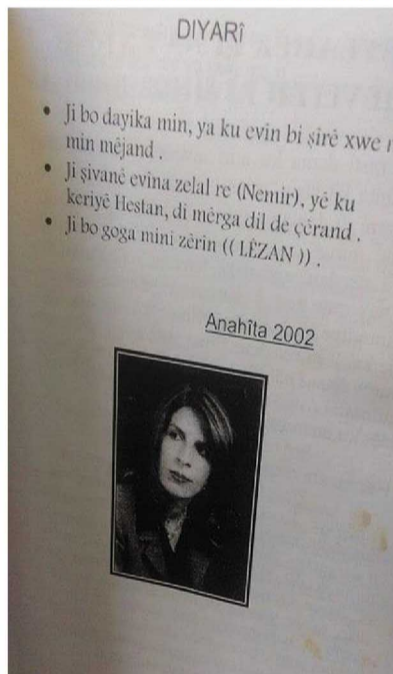 DIYARÎ
• Ji bo dayika min, ya ku evîn bi şîrê xwe
min mêjand .
• Ji şivanê evîna zelal re (Nemir), yê ku
keriyê Hestan, di mêrga dil de çêrand .
• Ji bo goga mini zêrîn (( LÊZAN )) .
Anahîta 2002